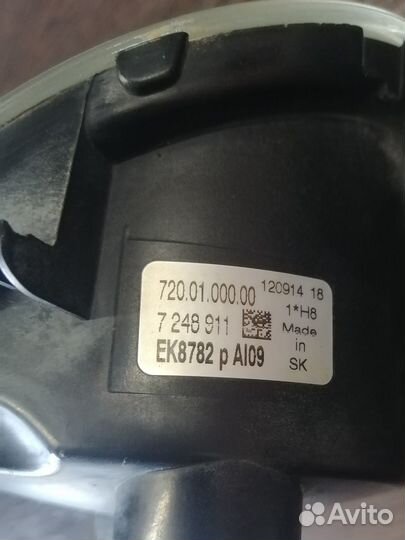 720.01.000.00 120914 18
1*H8
7 248 911 Made
in
EK8782 p AI09 SK
Avito